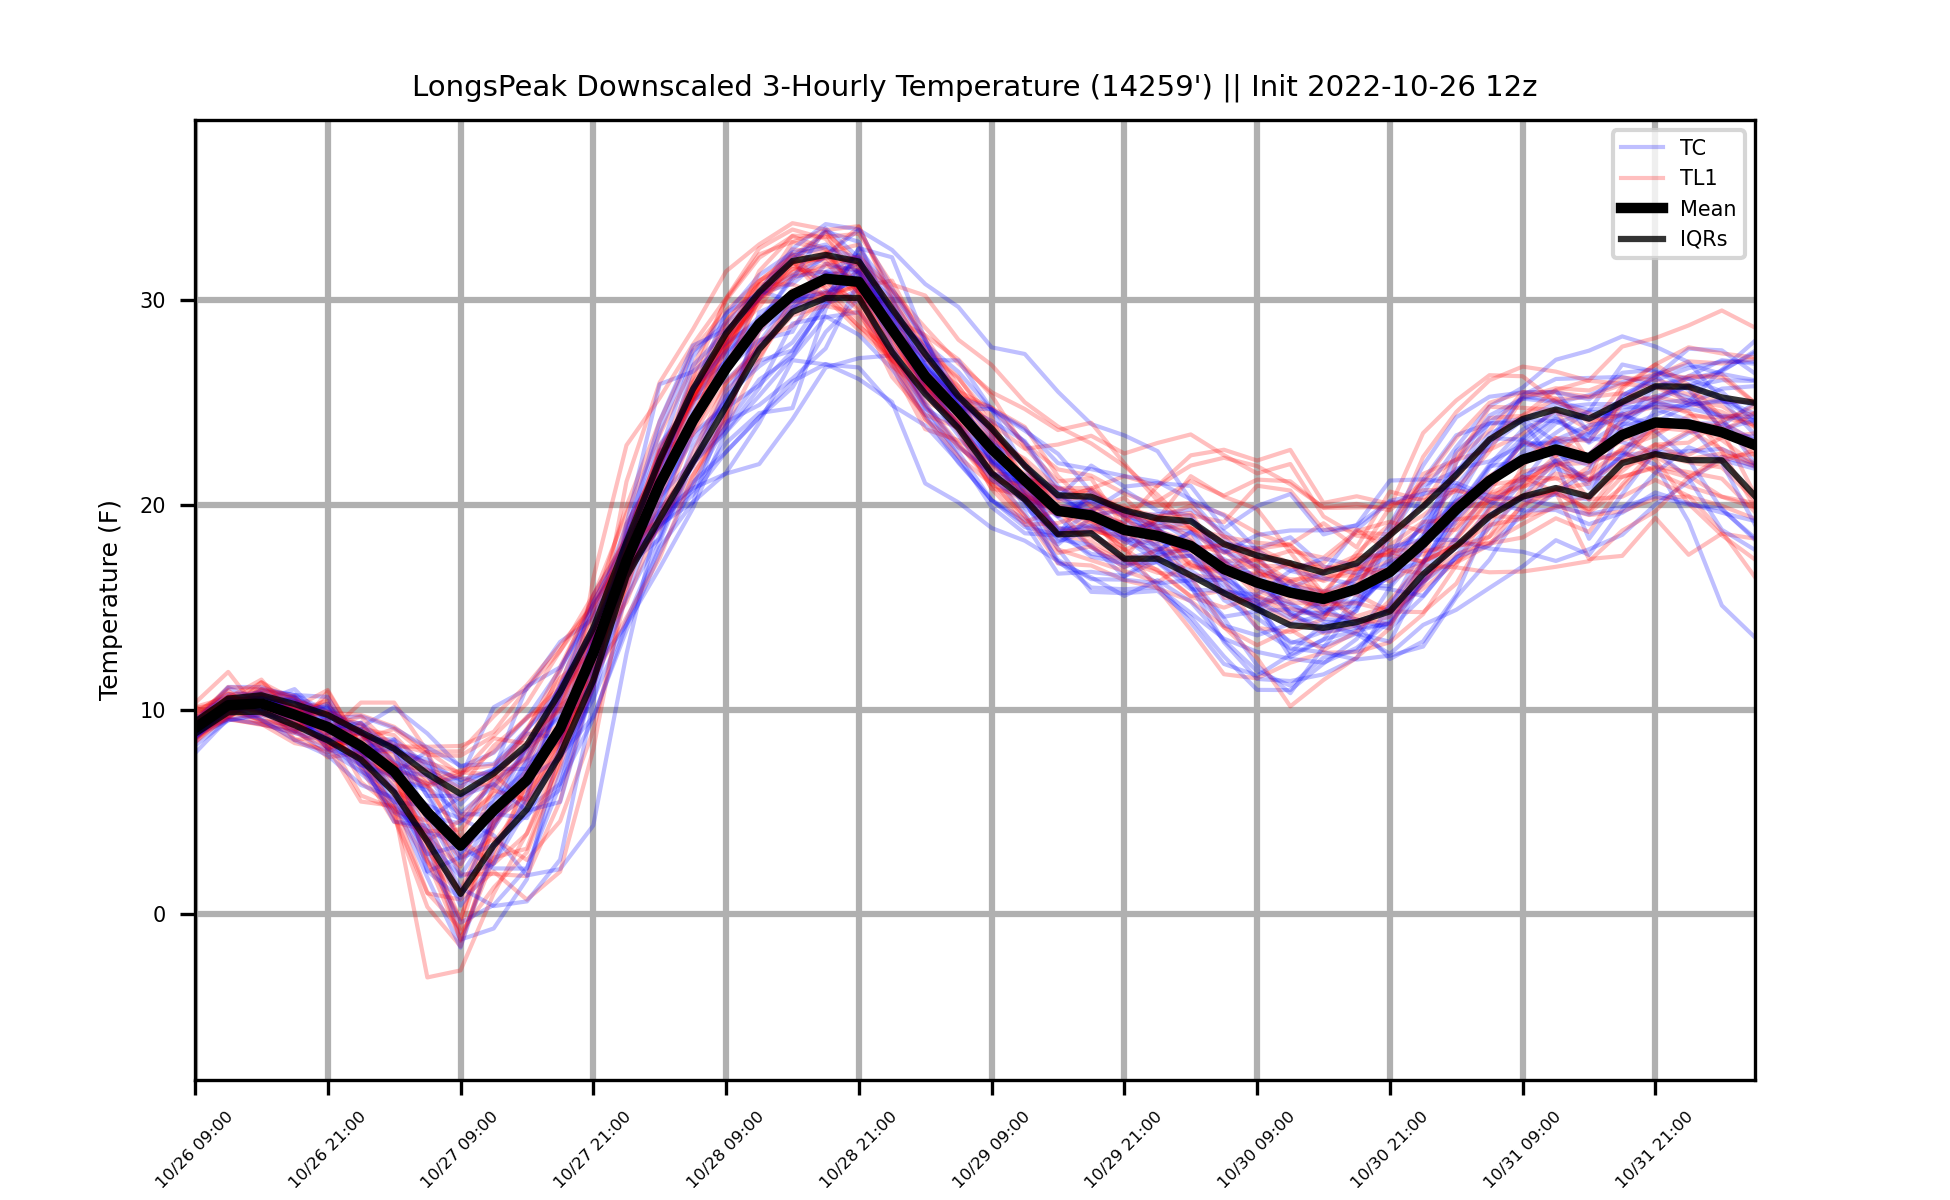 LongsPeak Downscaled 3-Hourly Temperature (14259') || Init 2022-10-26 12z
TC
TL1
Mean
IQRs
Temperature (F)
30
20
10
0
10/26 09:00
10/26 21:00
10/27 09:00
10/27 21:00
10/28 09:00
10/28 21:00
10/29 09:00
10/29 21:00
10/30 09:00
10/30 21:00
10/31 09:00
10/31 21:00